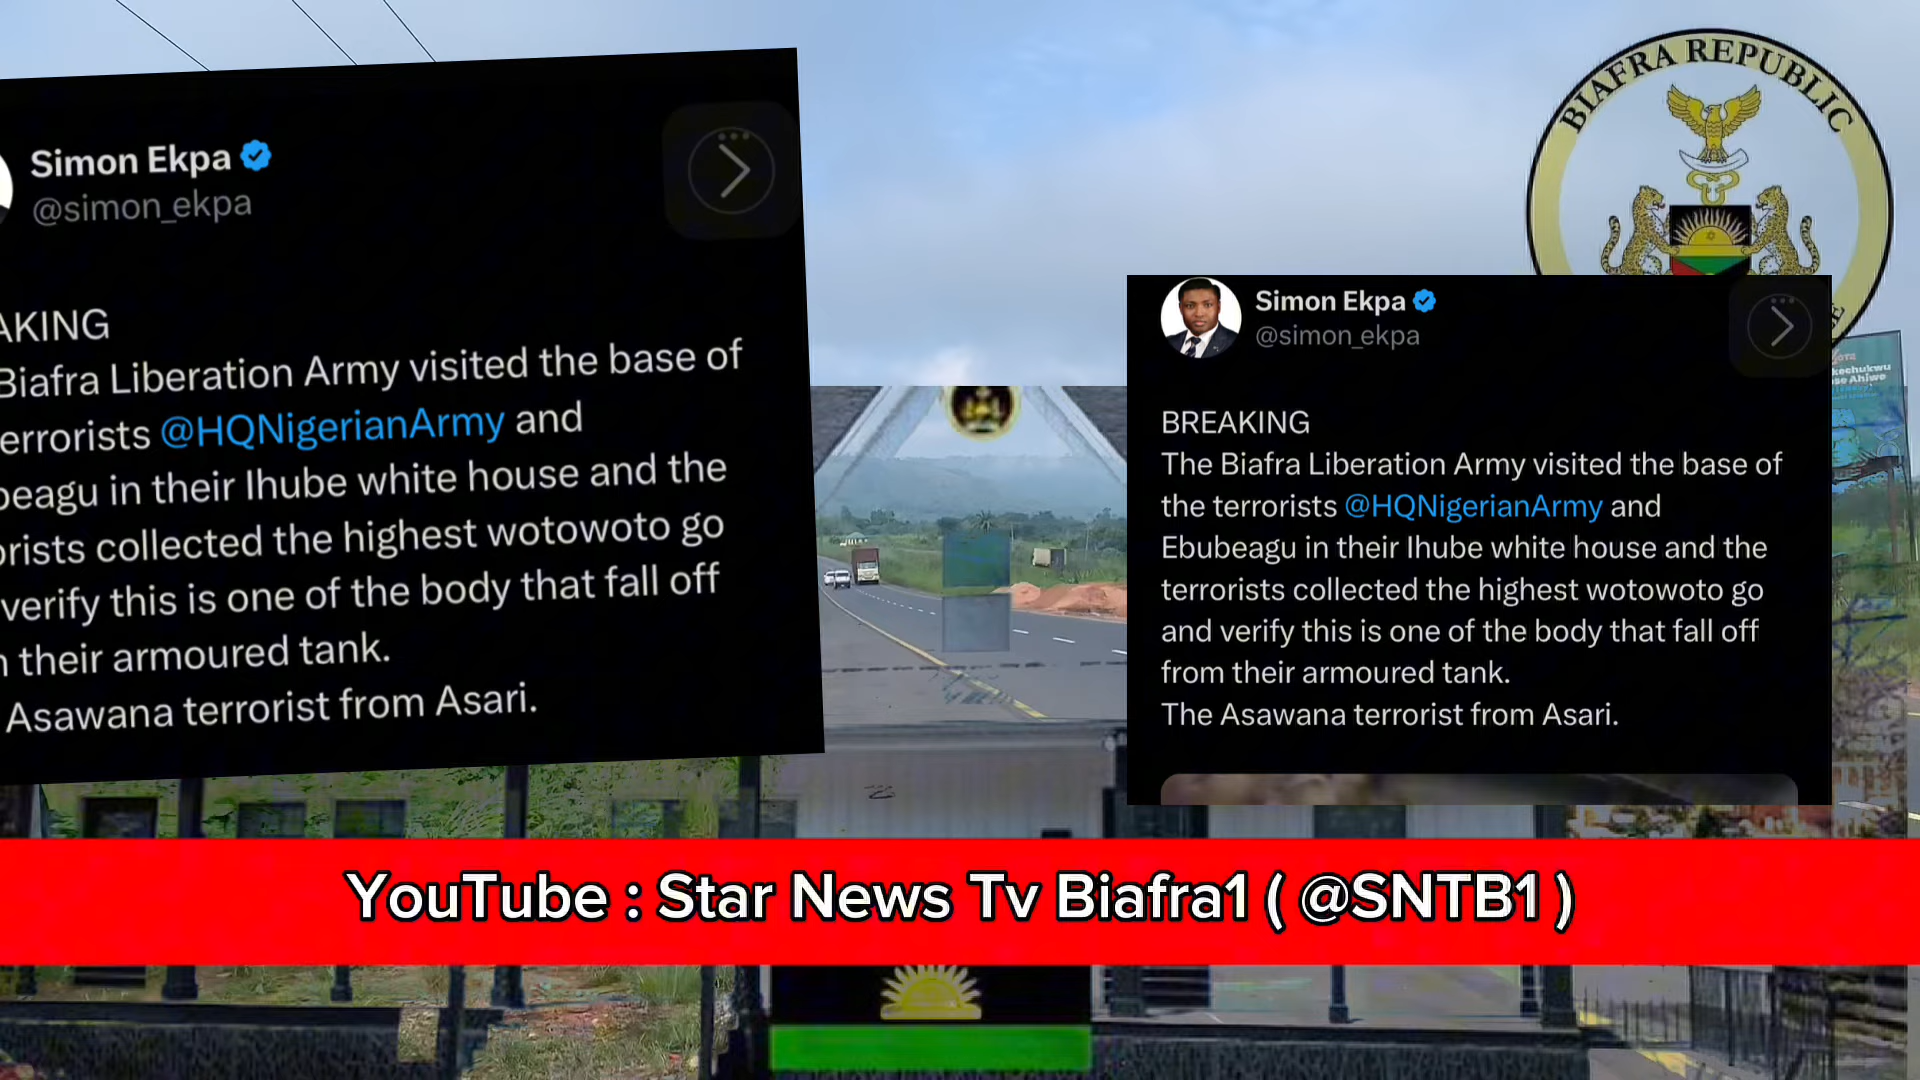 Simon Ekpa
@simon_ekpa
AKING
Biafra Liberation Army visited the base of
errorists @HQNigerianArmy and
beagu in their Ihube white house and the
orists collected the highest wotowoto go
verify this is one of the body that fall off
their armoured tank.
Asawana terrorist from Asari.
BIAFRA REPUBLIC
Simon Ekpa
@simon_ekpa
BREAKING
The Biafra Liberation Army visited the base of
the terrorists @HQNigerianArmy and
Ebubeagu in their Ihube white house and the
terrorists collected the highest wotowoto go
and verify this is one of the body that fall off
from their armoured tank.
The Asawana terrorist from Asari.
kechukwu
se Ahiwe
YouTube : Star News Tv Biafra1 ( @SNTB1 )